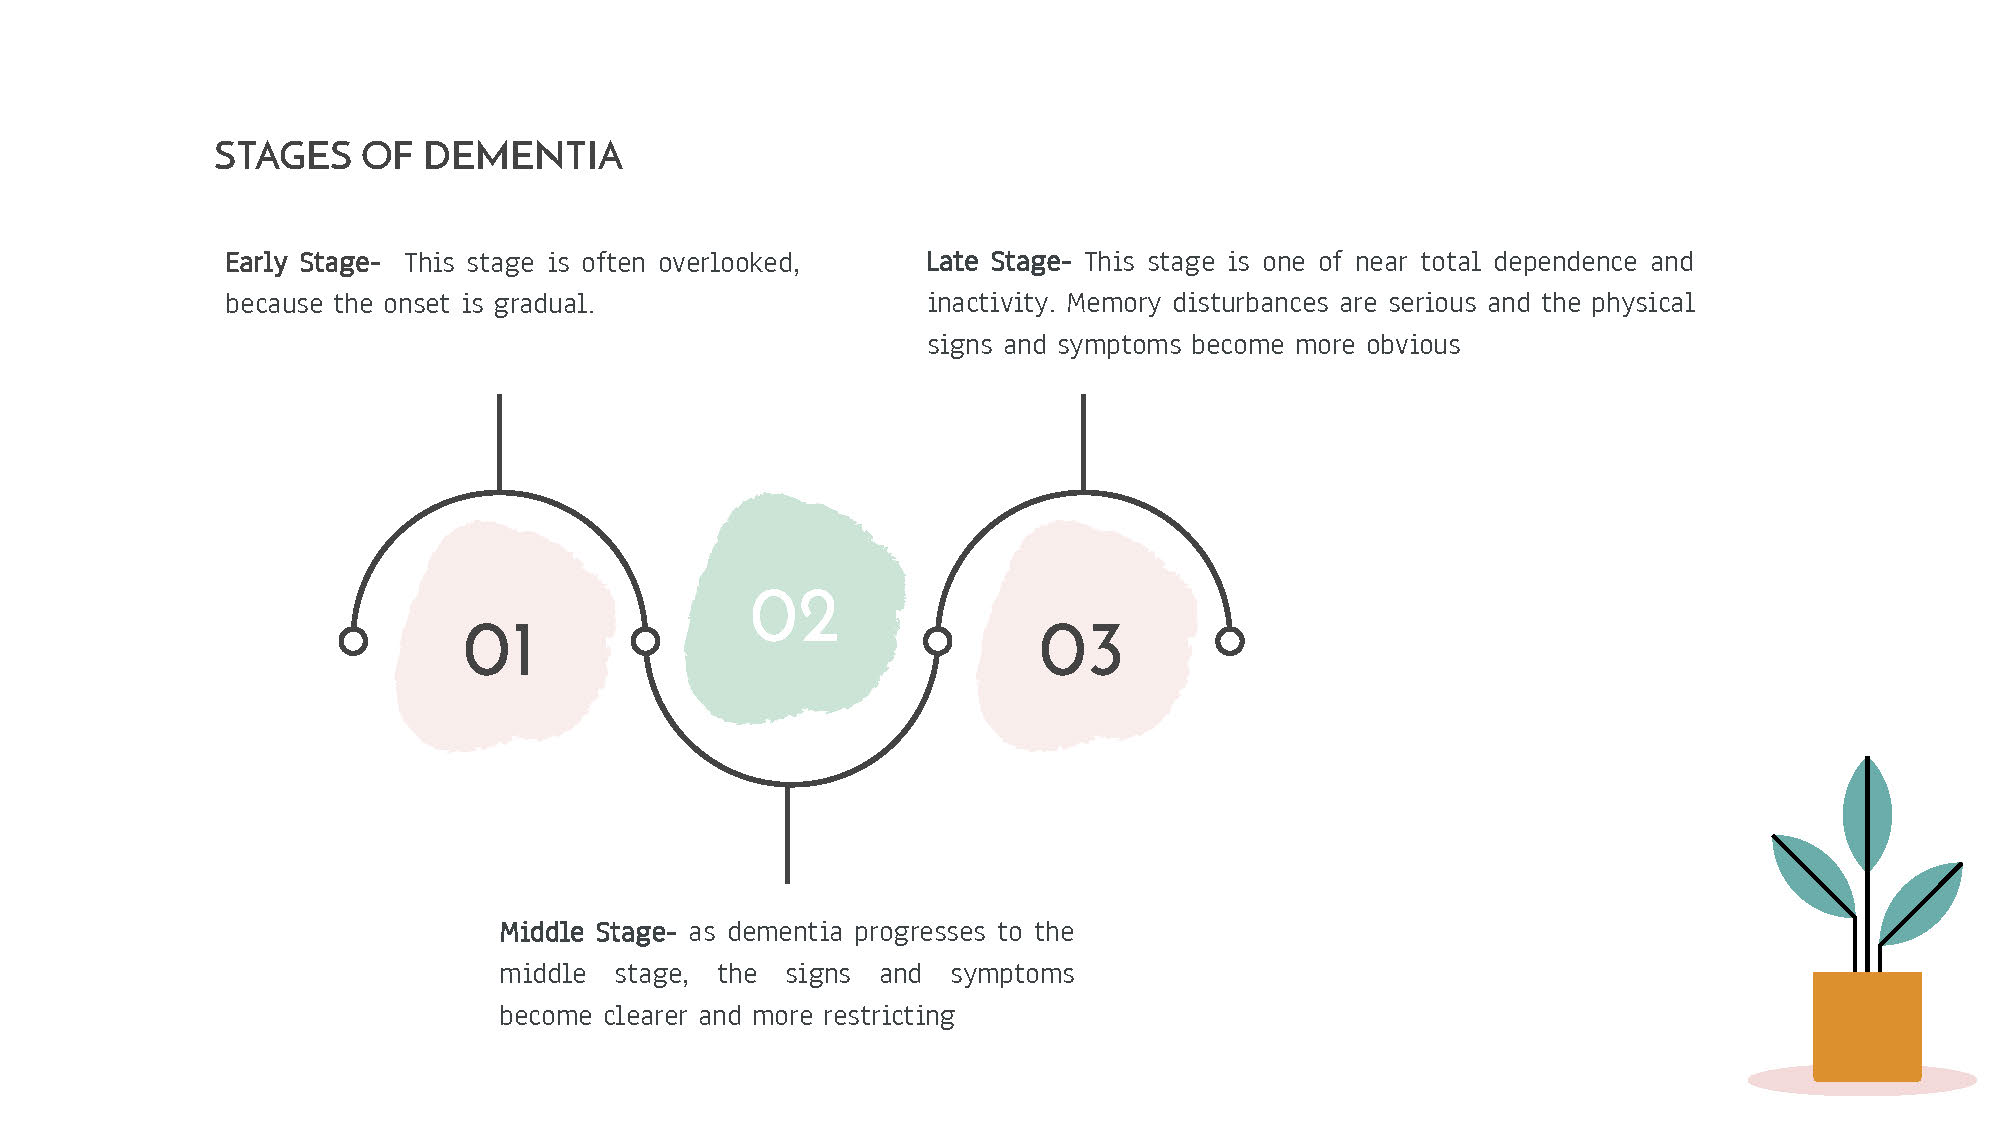 STAGES OF DEMENTIA
Early Stage- This stage is often overlooked,
because the onset is gradual.
Late Stage- This stage is one of near total dependence and
inactivity. Memory disturbances are serious and the physical
signs and symptoms become more obvious
01
02
03
Middle Stage- as dementia progresses to the
middle stage, the signs and symptoms
become clearer and more restricting